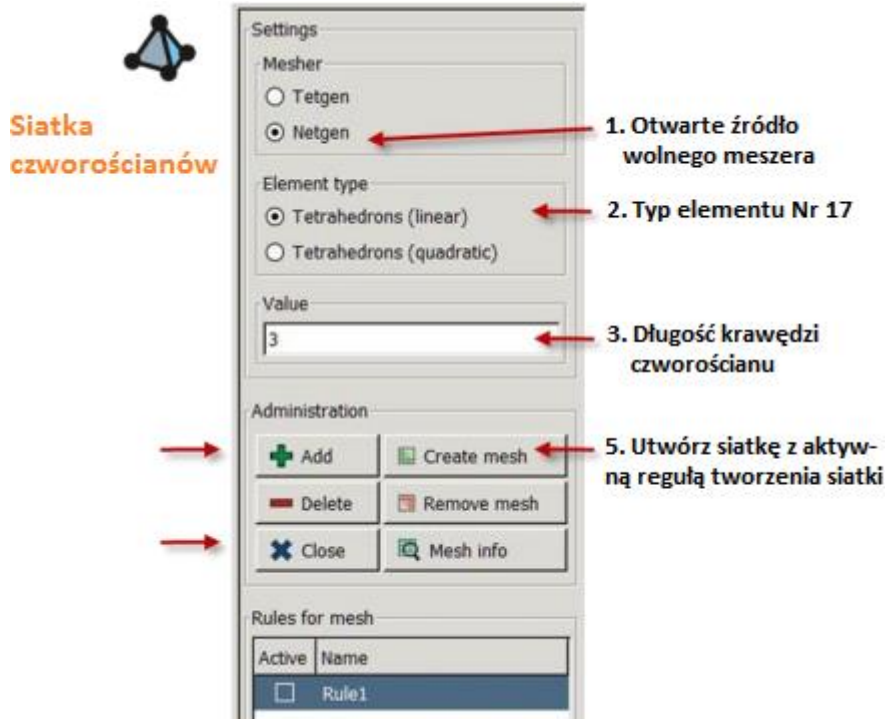 Siatka
czworościanów
Settings
Mesher
Tetgen
Netgen
1. Otwarte źródło
wolnego meszera
Element type
Tetrahedrons (linear)
Tetrahedrons (quadratic)
2. Typ elementu Nr 17
Value
3
3. Długość krawędzi
czworościanu
Administration
Add
Create mesh
5. Utwórz siatkę z aktyw-
ną regułą tworzenia siatki
Delete
Remove mesh
Close
Mesh info
Rules for mesh
Active Name
Rule1